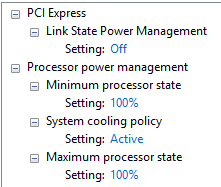 PCI Express
Link State Power Management
Setting: Off
Processor power management
Minimum processor state
Setting: 100%
System cooling policy
Setting: Active
Maximum processor state
Setting: 100%